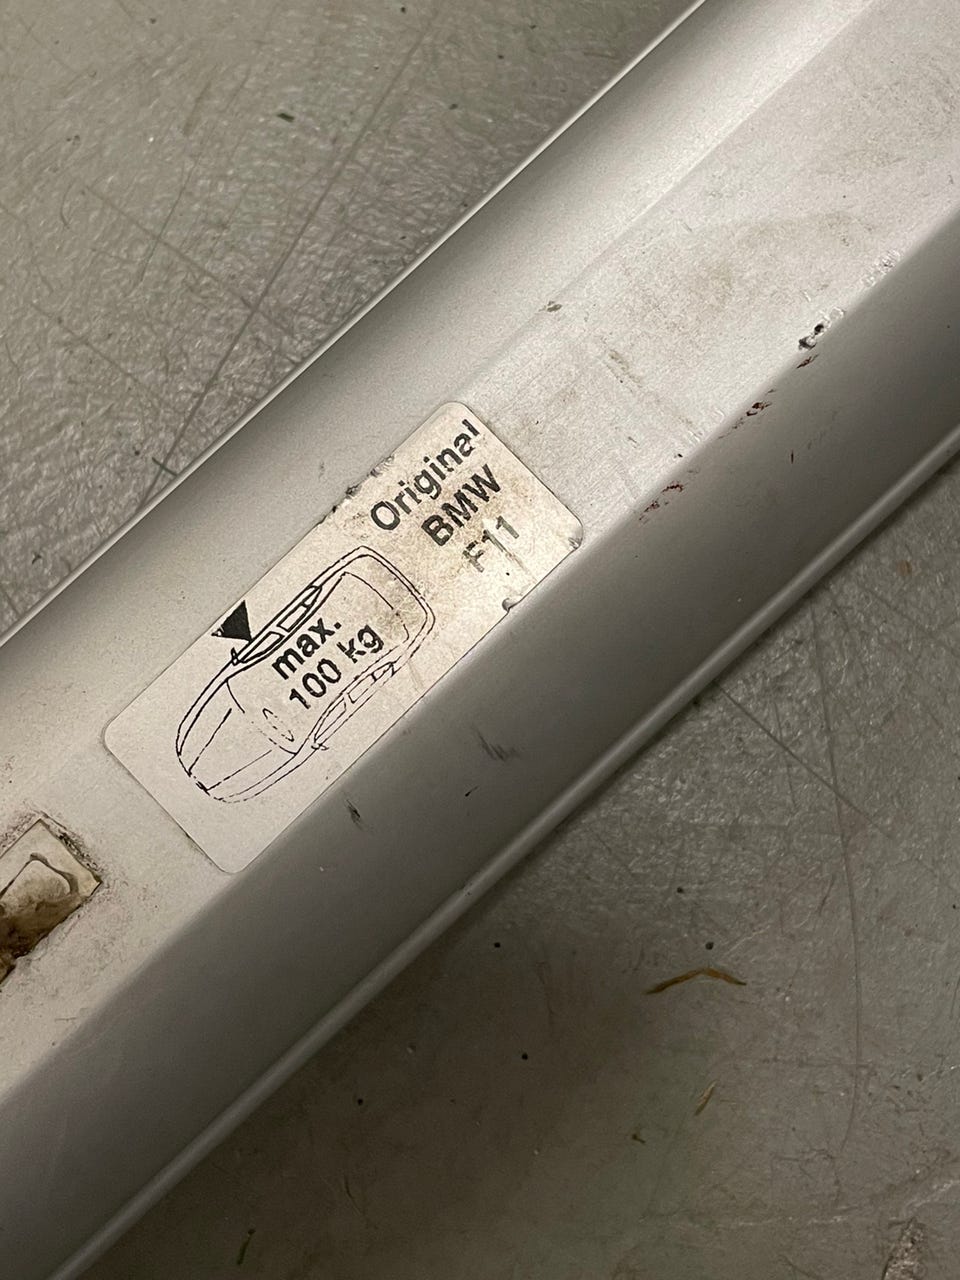 Original
BMW
F11
max.
100 kg